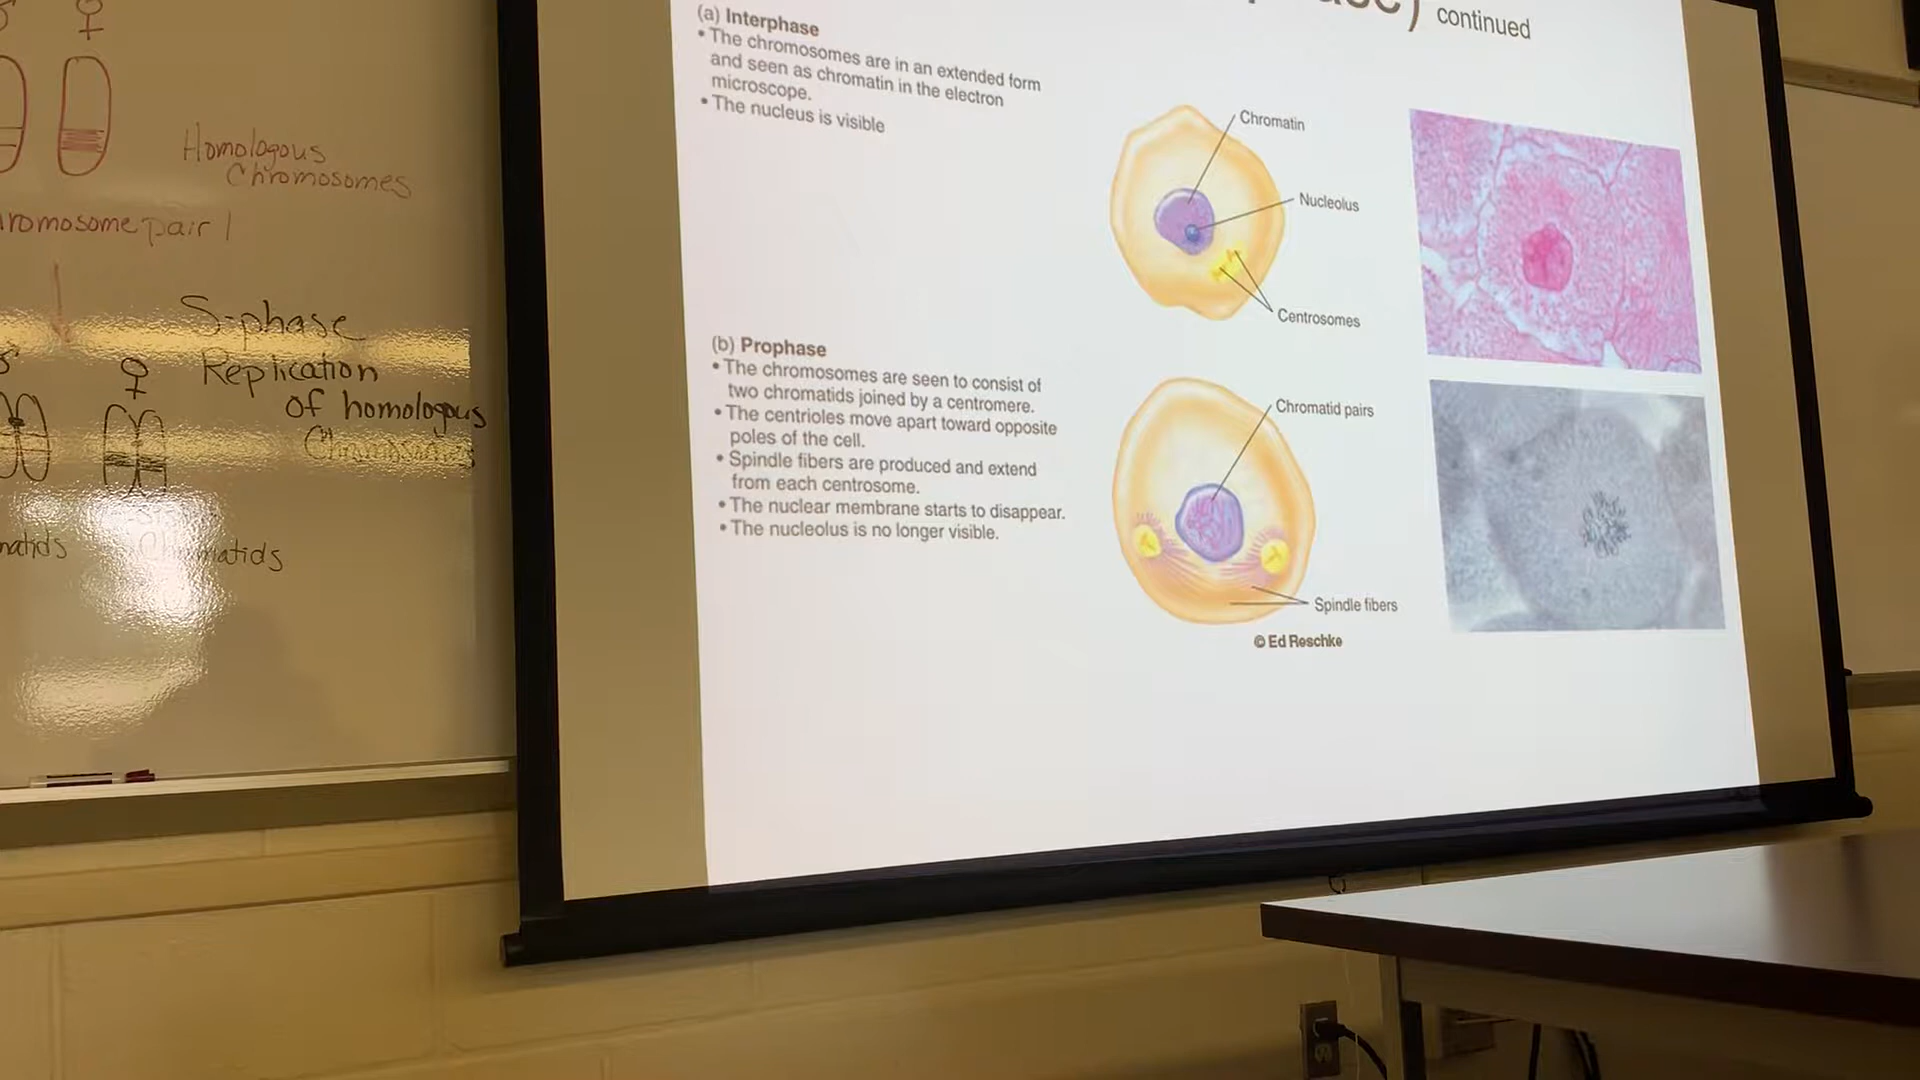 continued
(a) Interphase
• The chromosomes are in an extended form
and seen as chromatin in the electron
microscope.
• The nucleus is visible
Chromatin
Nucleolus
Centrosomes
(b) Prophase
• The chromosomes are seen to consist of
two chromatids joined by a centromere.
• The centrioles move apart toward opposite
poles of the cell.
• Spindle fibers are produced and extend
from each centrosome.
• The nuclear membrane starts to disappear.
• The nucleolus is no longer visible.
Chromatid pairs
Spindle fibers
© Ed Reschke
♀
Homologous
Chromosomes
romosome pair 1
S-phase
♀
Replication
of homologous
Chromosomes
matids